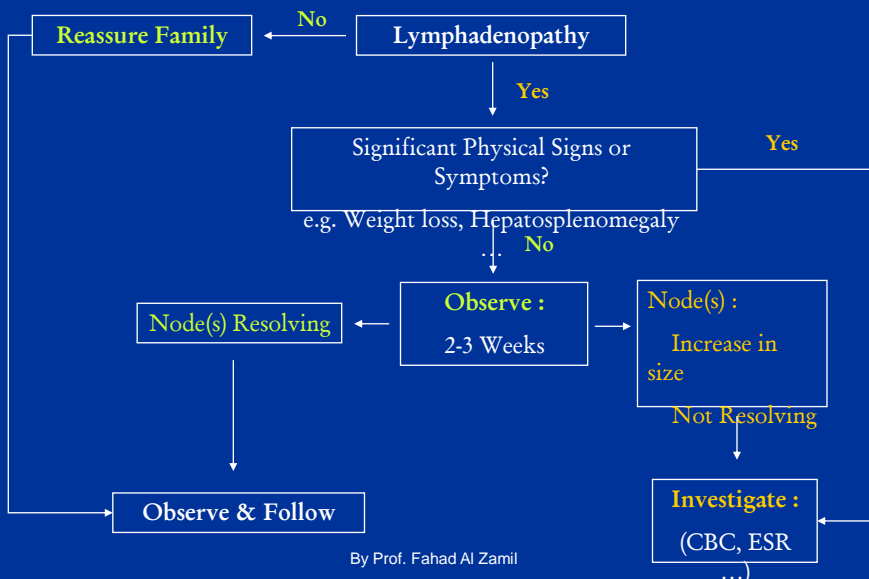 No
Reassure Family
Lymphadenopathy
Yes
Significant Physical Signs or
Symptoms?
e.g. Weight loss, Hepatosplenomegaly
…
Yes
No
Observe :
2-3 Weeks
Node(s) Resolving
Node(s) :
Increase in
size
Not Resolving
Observe & Follow
Investigate :
(CBC, ESR
…)
By Prof. Fahad Al Zamil